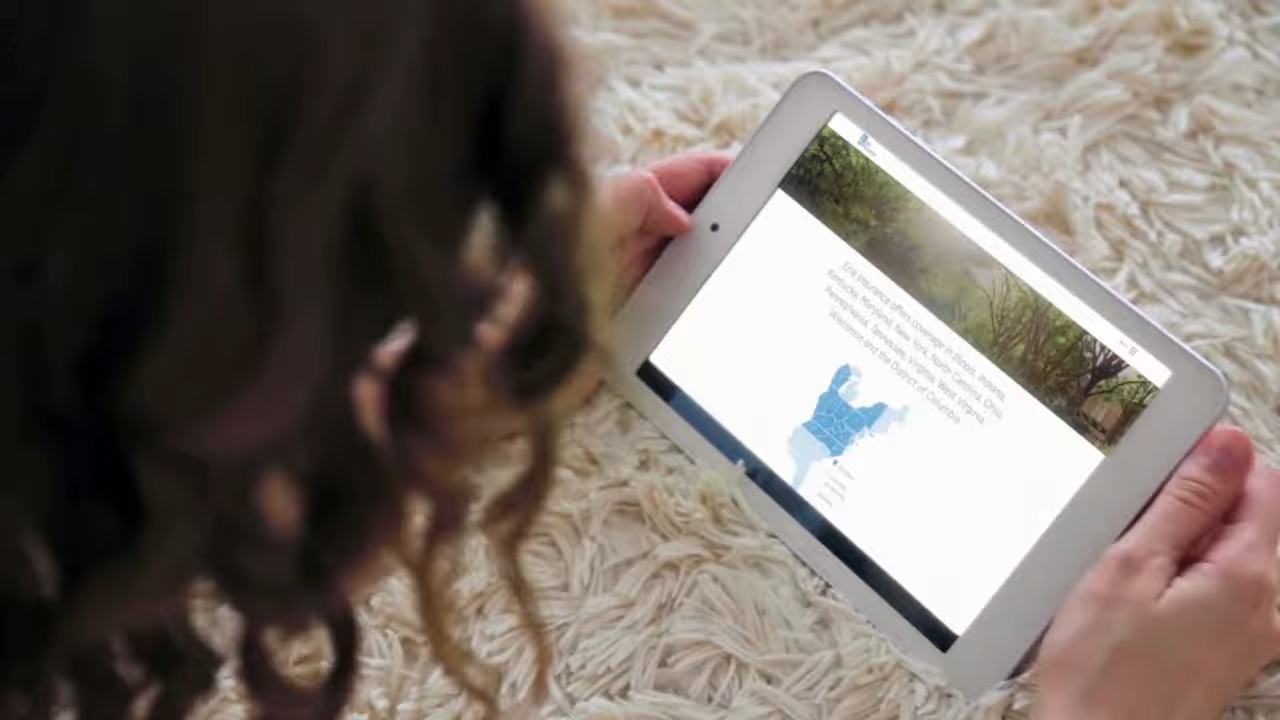 Erie Insurance offers coverage in Illinois, Indiana,
Kentucky, Maryland, New York, North Carolina, Ohio,
Pennsylvania, Tennessee, Virginia, West Virginia,
Wisconsin and the District of Columbia